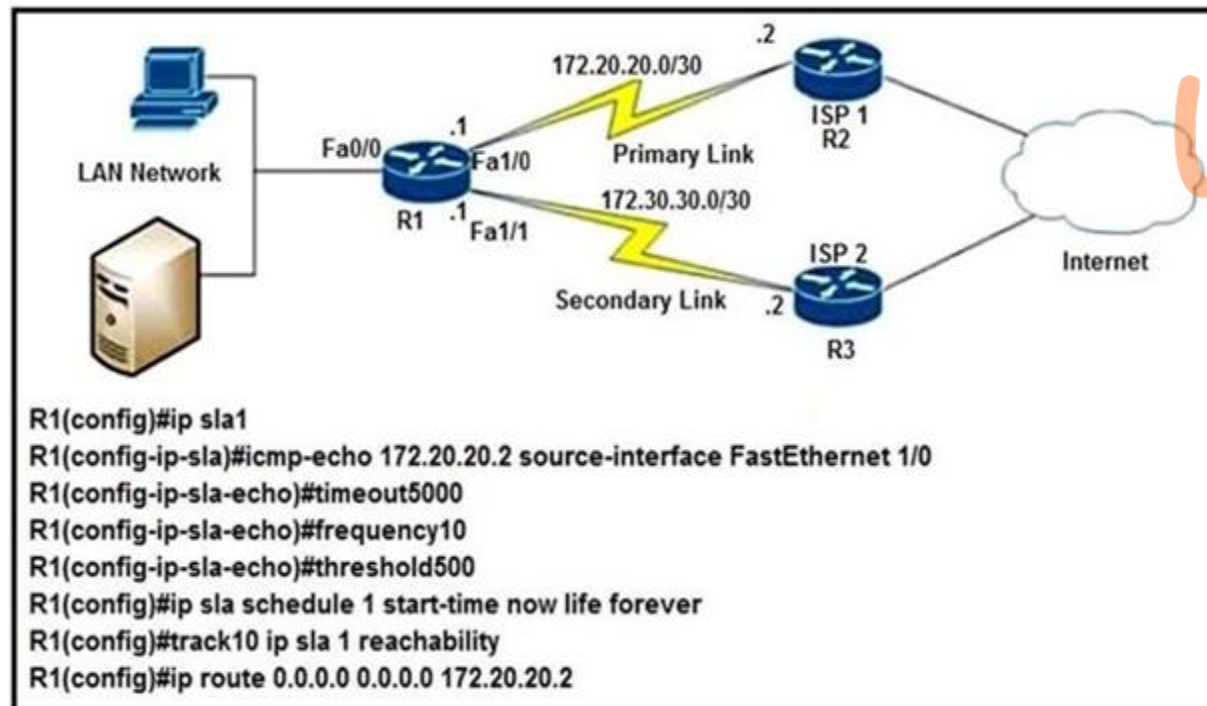 .2
172.20.20.0/30
ISP 1
R2
.1
Fa0/0
Fa1/0
Primary Link
LAN Network
172.30.30.0/30
.1
R1
Fa1/1
ISP 2
Internet
Secondary Link
.2
R3
R1(config)#ip sla1
R1(config-ip-sla)#icmp-echo 172.20.20.2 source-interface FastEthernet 1/0
R1(config-ip-sla-echo)#timeout5000
R1(config-ip-sla-echo)#frequency10
R1(config-ip-sla-echo)#threshold500
R1(config)#ip sla schedule 1 start-time now life forever
R1(config)#track10 ip sla 1 reachability
R1(config)#ip route 0.0.0.0 0.0.0.0 172.20.20.2